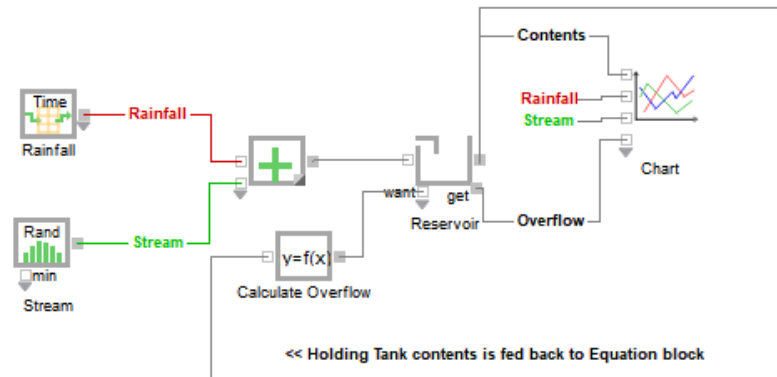 Contents
Time
Rainfall
Rainfall
Rainfall
Stream
Chart
want
get
Reservoir
Overflow
Rand
Stream
min
Stream
y=f(x)
Calculate Overflow
<< Holding Tank contents is fed back to Equation block